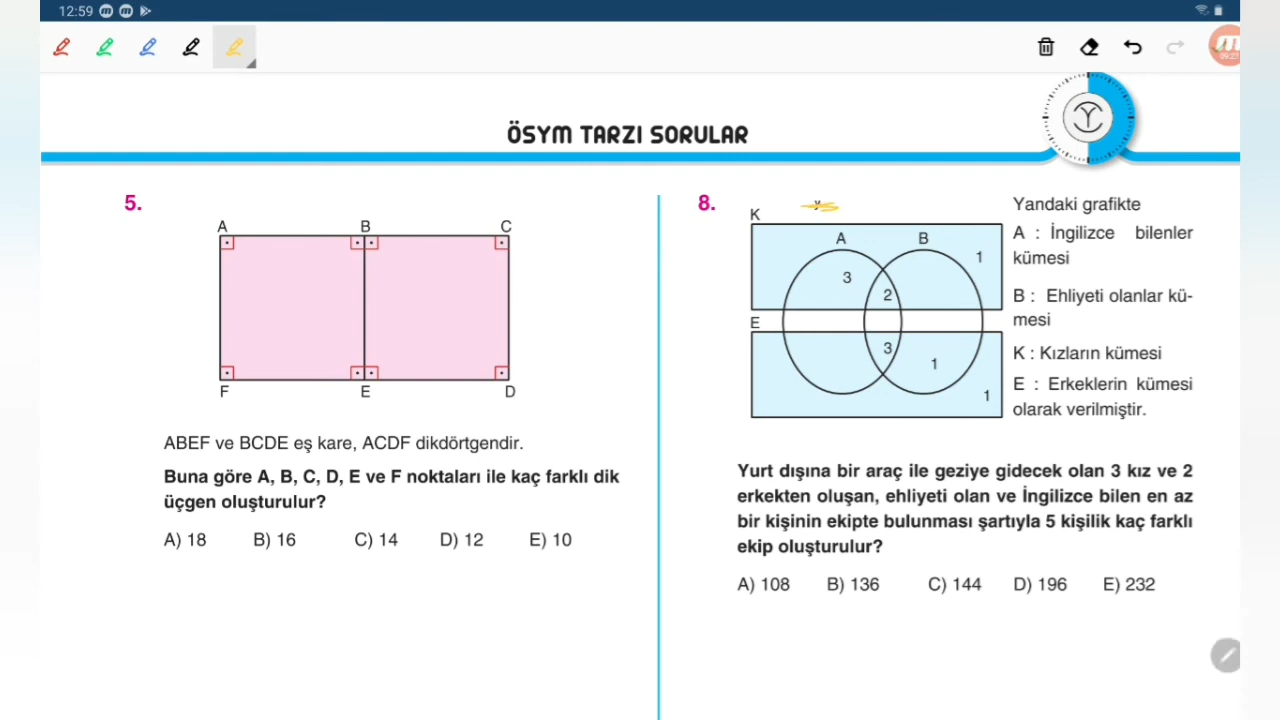 12:59
ÖSYM TARZI SORULAR
5.
A B C
F E D
ABEF ve BCDE eş kare, ACDF dikdörtgendir.
Buna göre A, B, C, D, E ve F noktaları ile kaç farklı dik
üçgen oluşturulur?
A) 18 B) 16 C) 14 D) 12 E) 10
8.
K
A B
1
3
2
E
3
1
1
Yandaki grafikte
A : İngilizce bilenler
kümesi
B : Ehliyeti olanlar kü-
mesi
K : Kızların kümesi
E : Erkeklerin kümesi
olarak verilmiştir.
Yurt dışına bir araç ile geziye gidecek olan 3 kız ve 2
erkekten oluşan, ehliyeti olan ve İngilizce bilen en az
bir kişinin ekipte bulunması şartıyla 5 kişilik kaç farklı
ekip oluşturulur?
A) 108 B) 136 C) 144 D) 196 E) 232